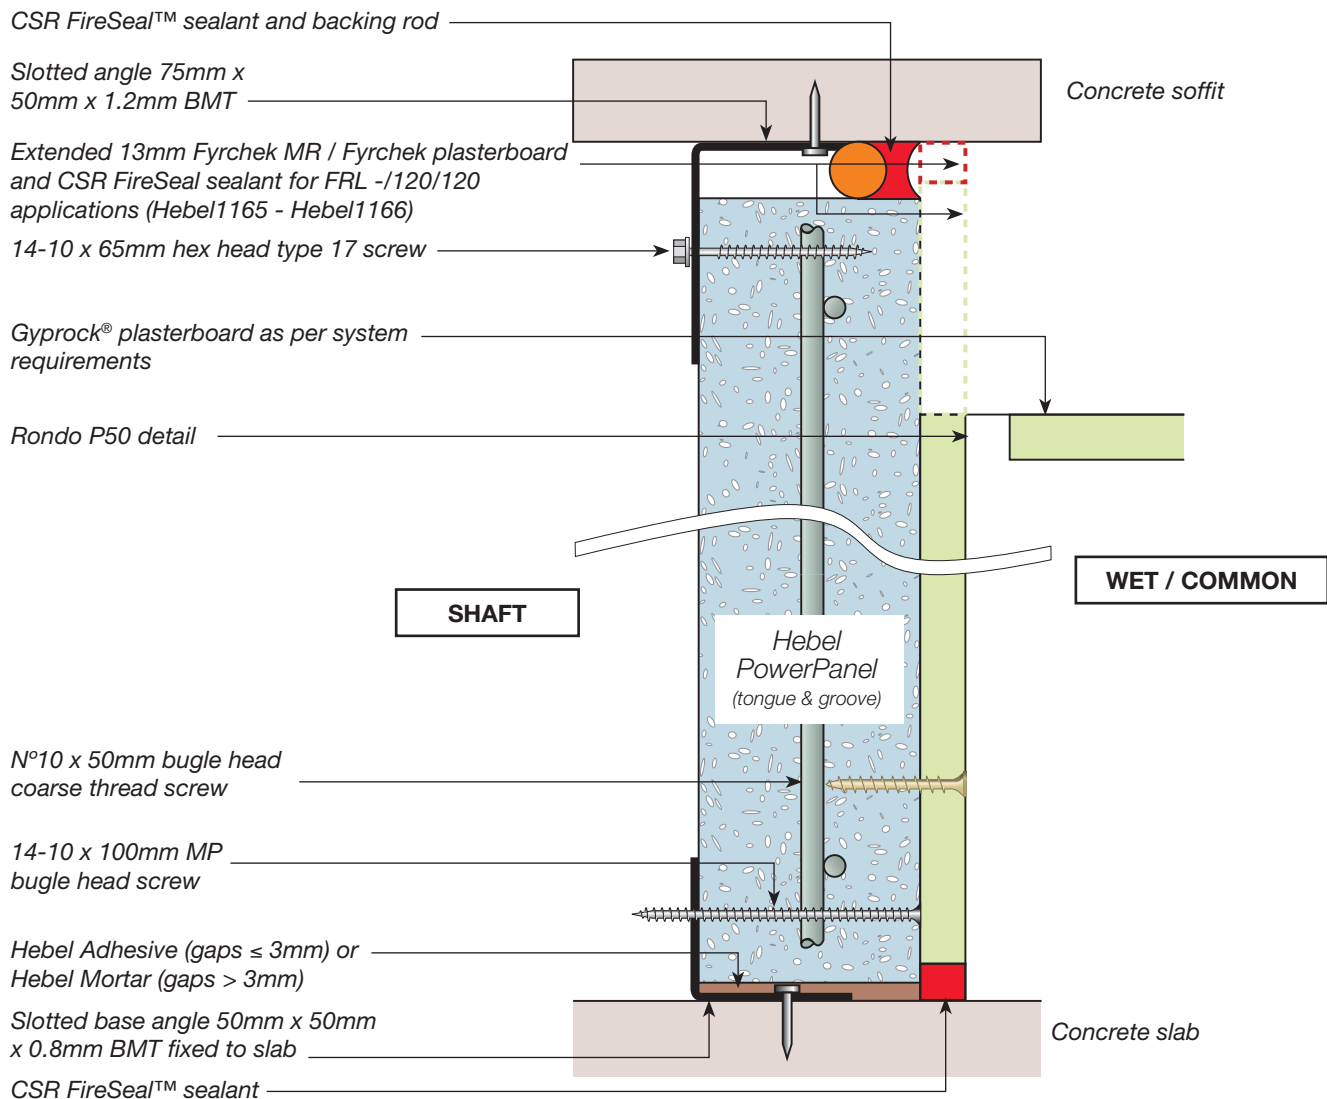 CSR FireSeal™ sealant and backing rod
Slotted angle 75mm x
50mm x 1.2mm BMT
Concrete soffit
Extended 13mm Fyrchek MR / Fyrchek plasterboard
and CSR FireSeal sealant for FRL -/120/120
applications (Hebel1165 - Hebel1166)
14-10 x 65mm hex head type 17 screw
Gyprock® plasterboard as per system
requirements
Rondo P50 detail
SHAFT
WET / COMMON
Hebel
PowerPanel
(tongue & groove)
Nº10 x 50mm bugle head
coarse thread screw
14-10 x 100mm MP
bugle head screw
Hebel Adhesive (gaps ≤ 3mm) or
Hebel Mortar (gaps > 3mm)
Slotted base angle 50mm x 50mm
x 0.8mm BMT fixed to slab
Concrete slab
CSR FireSeal™ sealant